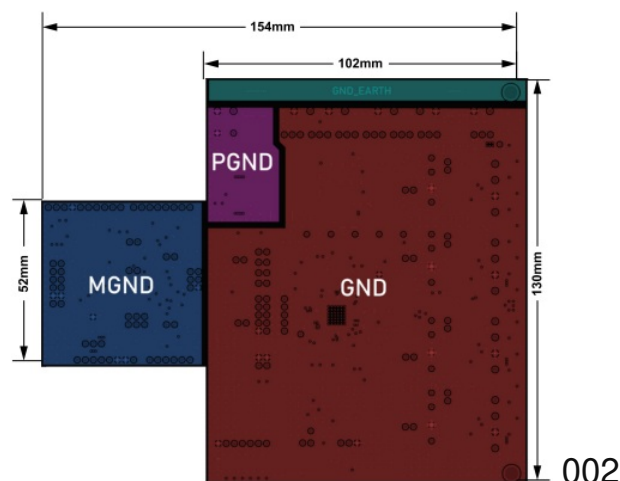 154mm
102mm
GND_EARTH
PGND
52mm
MGND
GND
130mm
002